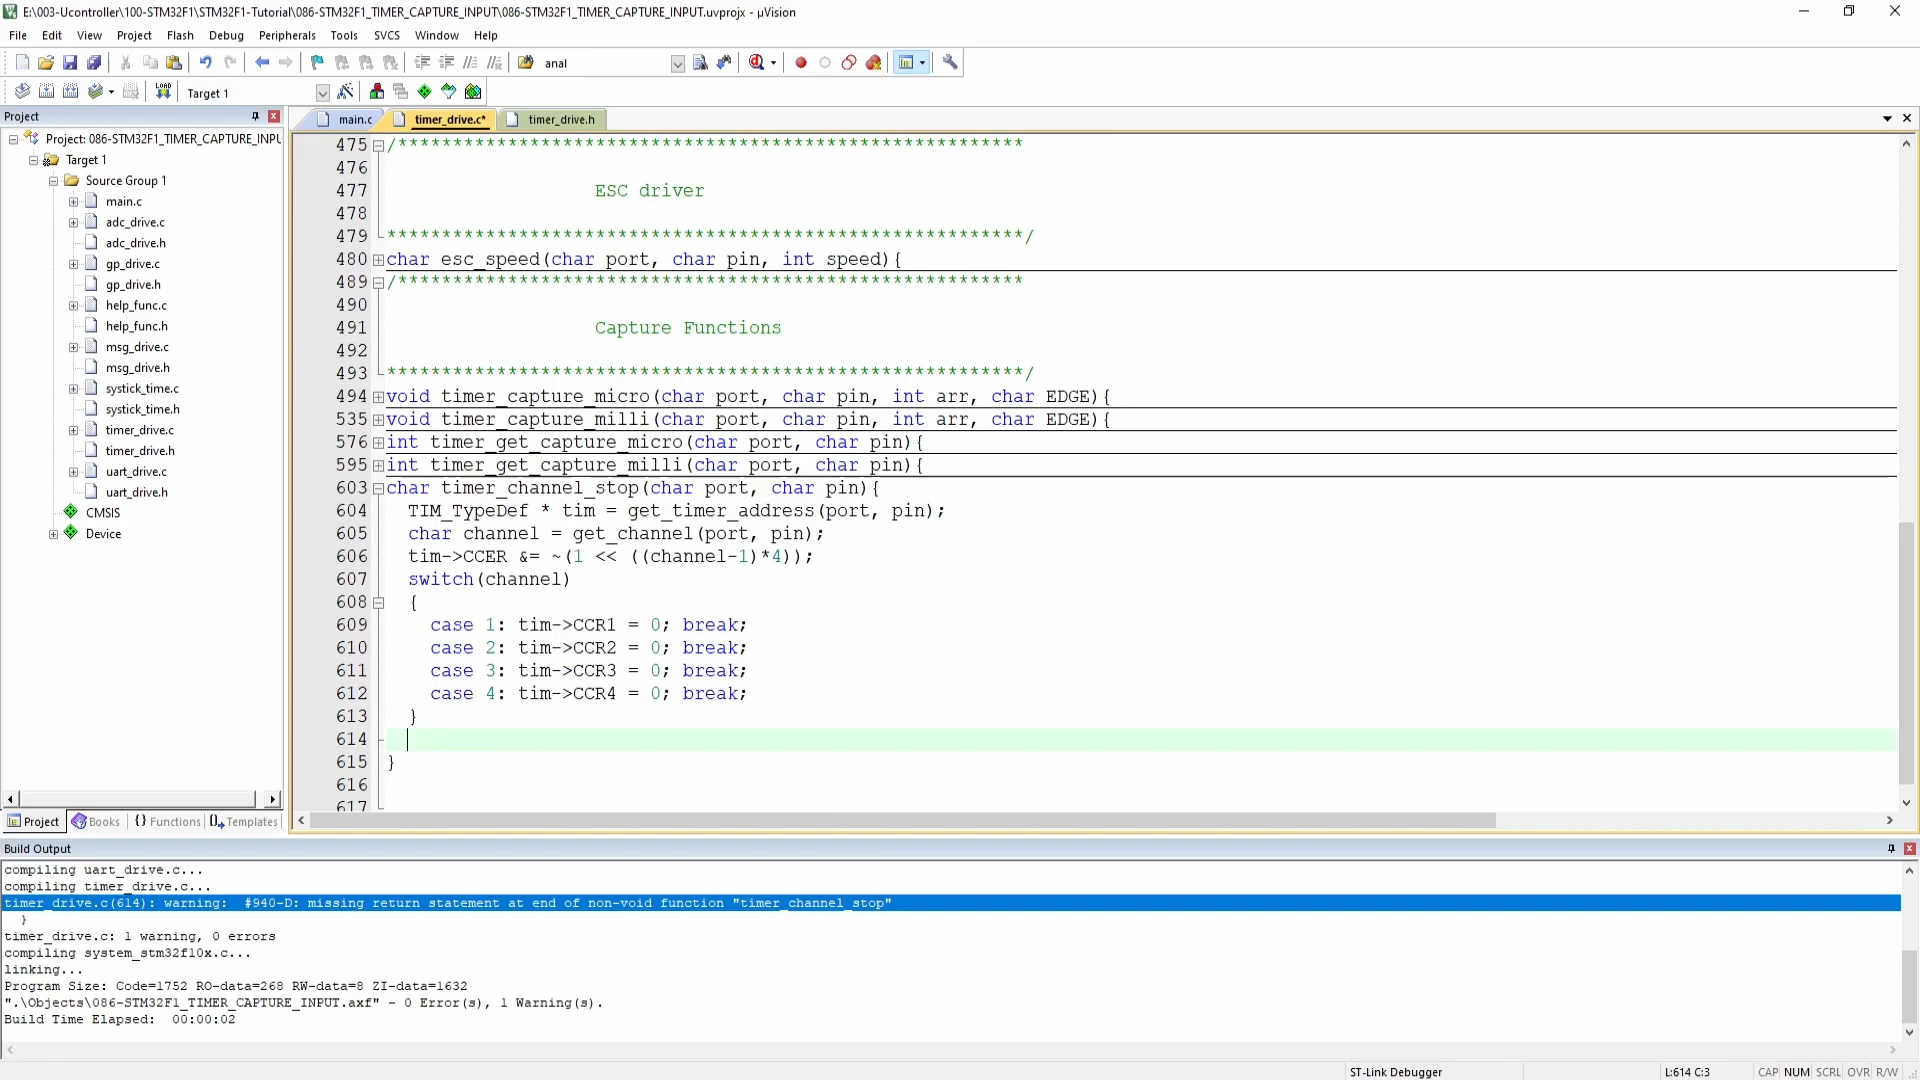 E:\003-Ucontroller\100-STM32F1\STM32F1-Tutorial\086-STM32F1_TIMER_CAPTURE_INPUT\086-STM32F1_TIMER_CAPTURE_INPUT.uvprojx - µVision
File Edit View Project Flash Debug Peripherals Tools SVCS Window Help
anal
LOAD Target 1
Project
main.c timer_drive.c* timer_drive.h
Project: 086-STM32F1_TIMER_CAPTURE_INPU
Target 1
Source Group 1
main.c
adc_drive.c
adc_drive.h
gp_drive.c
gp_drive.h
help_func.c
help_func.h
msg_drive.c
msg_drive.h
systick_time.c
systick_time.h
timer_drive.c
timer_drive.h
uart_drive.c
uart_drive.h
CMSIS
Device
Project Books Functions Templates
475 /*********************************************************
476
477 ESC driver
478
479 **********************************************************/
480 char esc_speed(char port, char pin, int speed){
489 /*********************************************************
490
491 Capture Functions
492
493 **********************************************************/
494 void timer_capture_micro(char port, char pin, int arr, char EDGE){
535 void timer_capture_milli(char port, char pin, int arr, char EDGE){
576 int timer_get_capture_micro(char port, char pin){
595 int timer_get_capture_milli(char port, char pin){
603 char timer_channel_stop(char port, char pin){
604 TIM_TypeDef * tim = get_timer_address(port, pin);
605 char channel = get_channel(port, pin);
606 tim->CCER &= ~(1 << ((channel-1)*4));
607 switch(channel)
608 {
609 case 1: tim->CCR1 = 0; break;
610 case 2: tim->CCR2 = 0; break;
611 case 3: tim->CCR3 = 0; break;
612 case 4: tim->CCR4 = 0; break;
613 }
614
615 }
616
617
Build Output
compiling uart_drive.c...
compiling timer_drive.c...
timer_drive.c(614): warning:  #940-D: missing return statement at end of non-void function "timer_channel_stop"
}
timer_drive.c: 1 warning, 0 errors
compiling system_stm32f10x.c...
linking...
Program Size: Code=1752 RO-data=268 RW-data=8 ZI-data=1632
".\Objects\086-STM32F1_TIMER_CAPTURE_INPUT.axf" - 0 Error(s), 1 Warning(s).
Build Time Elapsed:  00:00:02
ST-Link Debugger L:614 C:3 CAP NUM SCRL OVR R/W